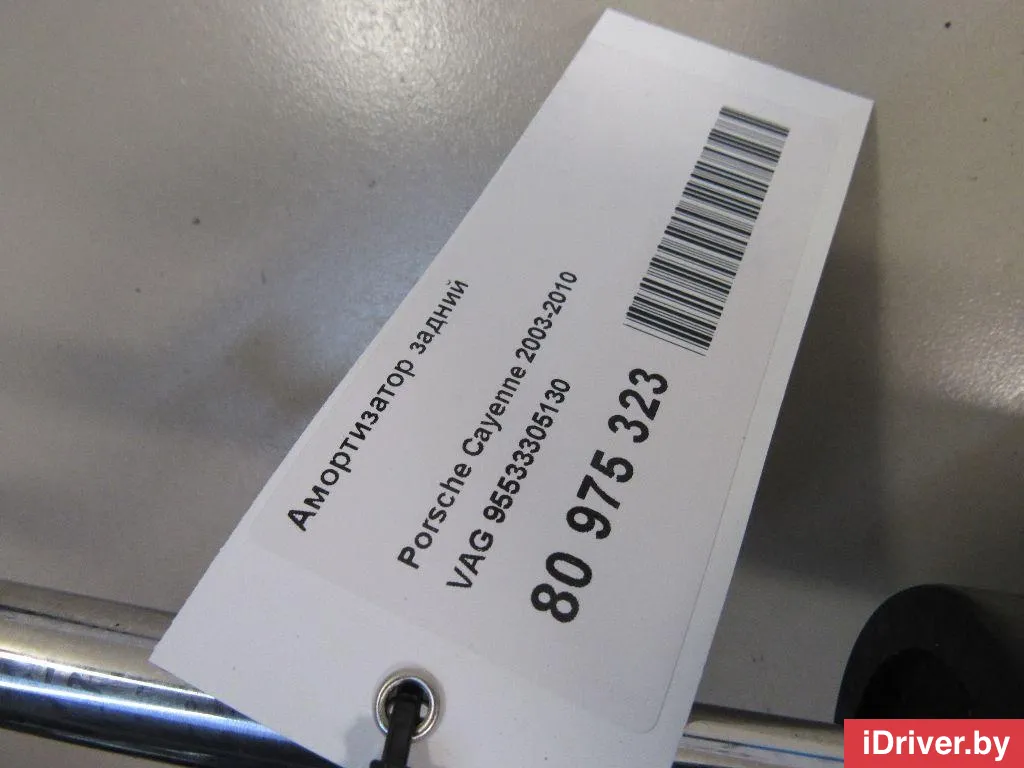 Амортизатор задний
Porsche Cayenne 2003-2010
VAG 95533305130
80 975 323
iDriver.by